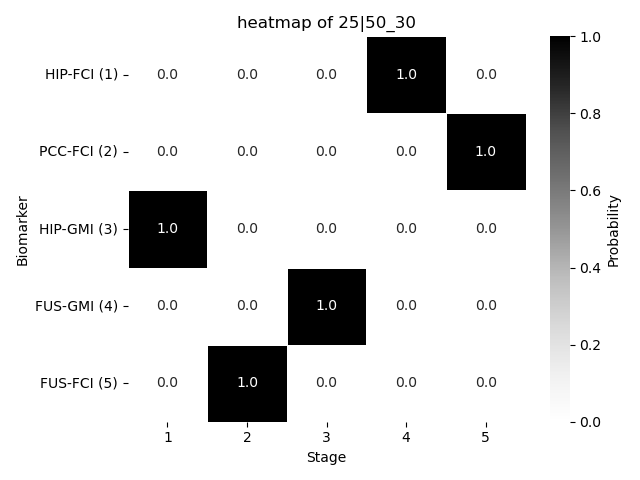 heatmap of 25|50_30
HIP-FCI (1) 0.0 0.0 0.0 1.0 0.0
PCC-FCI (2) 0.0 0.0 0.0 0.0 1.0
HIP-GMI (3) 1.0 0.0 0.0 0.0 0.0
FUS-GMI (4) 0.0 0.0 1.0 0.0 0.0
FUS-FCI (5) 0.0 1.0 0.0 0.0 0.0
1 2 3 4 5
Stage
Biomarker
1.0
0.8
0.6
0.4
0.2
0.0
Probability